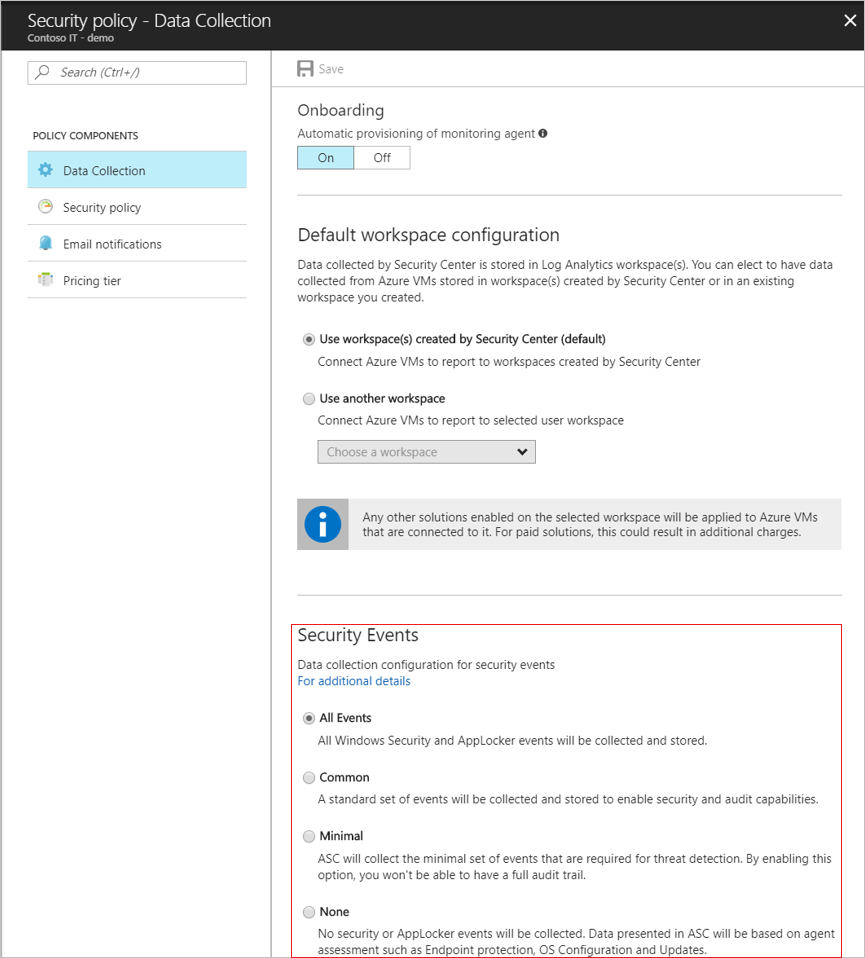 Security policy - Data Collection
Contoso IT - demo
Search (Ctrl+/)
POLICY COMPONENTS
Data Collection
Security policy
Email notifications
Pricing tier
Save
Onboarding
Automatic provisioning of monitoring agent
On Off
Default workspace configuration
Data collected by Security Center is stored in Log Analytics workspace(s). You can elect to have data
collected from Azure VMs stored in workspace(s) created by Security Center or in an existing
workspace you created.
Use workspace(s) created by Security Center (default)
Connect Azure VMs to report to workspaces created by Security Center
Use another workspace
Connect Azure VMs to report to selected user workspace
Choose a workspace
Any other solutions enabled on the selected workspace will be applied to Azure VMs
that are connected to it. For paid solutions, this could result in additional charges.
Security Events
Data collection configuration for security events
For additional details
All Events
All Windows Security and AppLocker events will be collected and stored.
Common
A standard set of events will be collected and stored to enable security and audit capabilities.
Minimal
ASC will collect the minimal set of events that are required for threat detection. By enabling this
option, you won't be able to have a full audit trail.
None
No security or AppLocker events will be collected. Data presented in ASC will be based on agent
assessment such as Endpoint protection, OS Configuration and Updates.